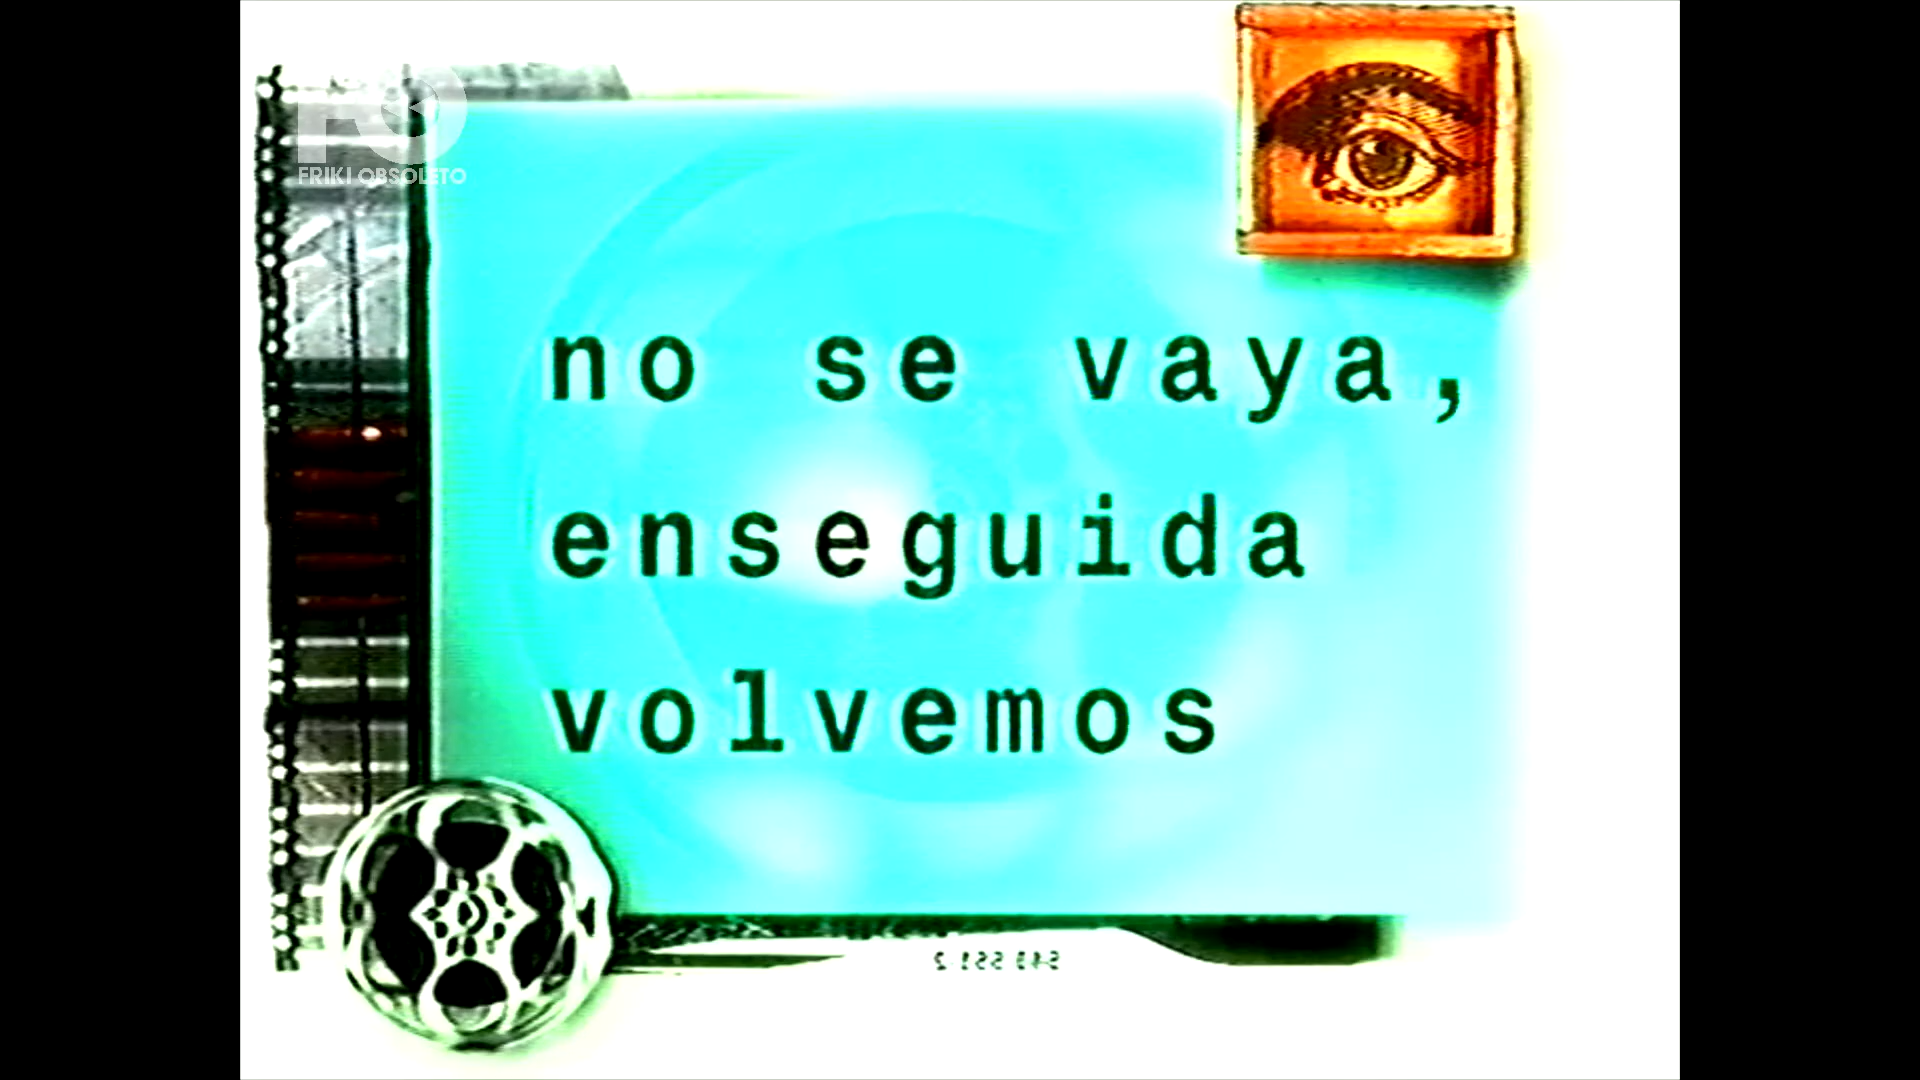 FRIKI OBSOLETO
no se vaya,
enseguida
volvemos